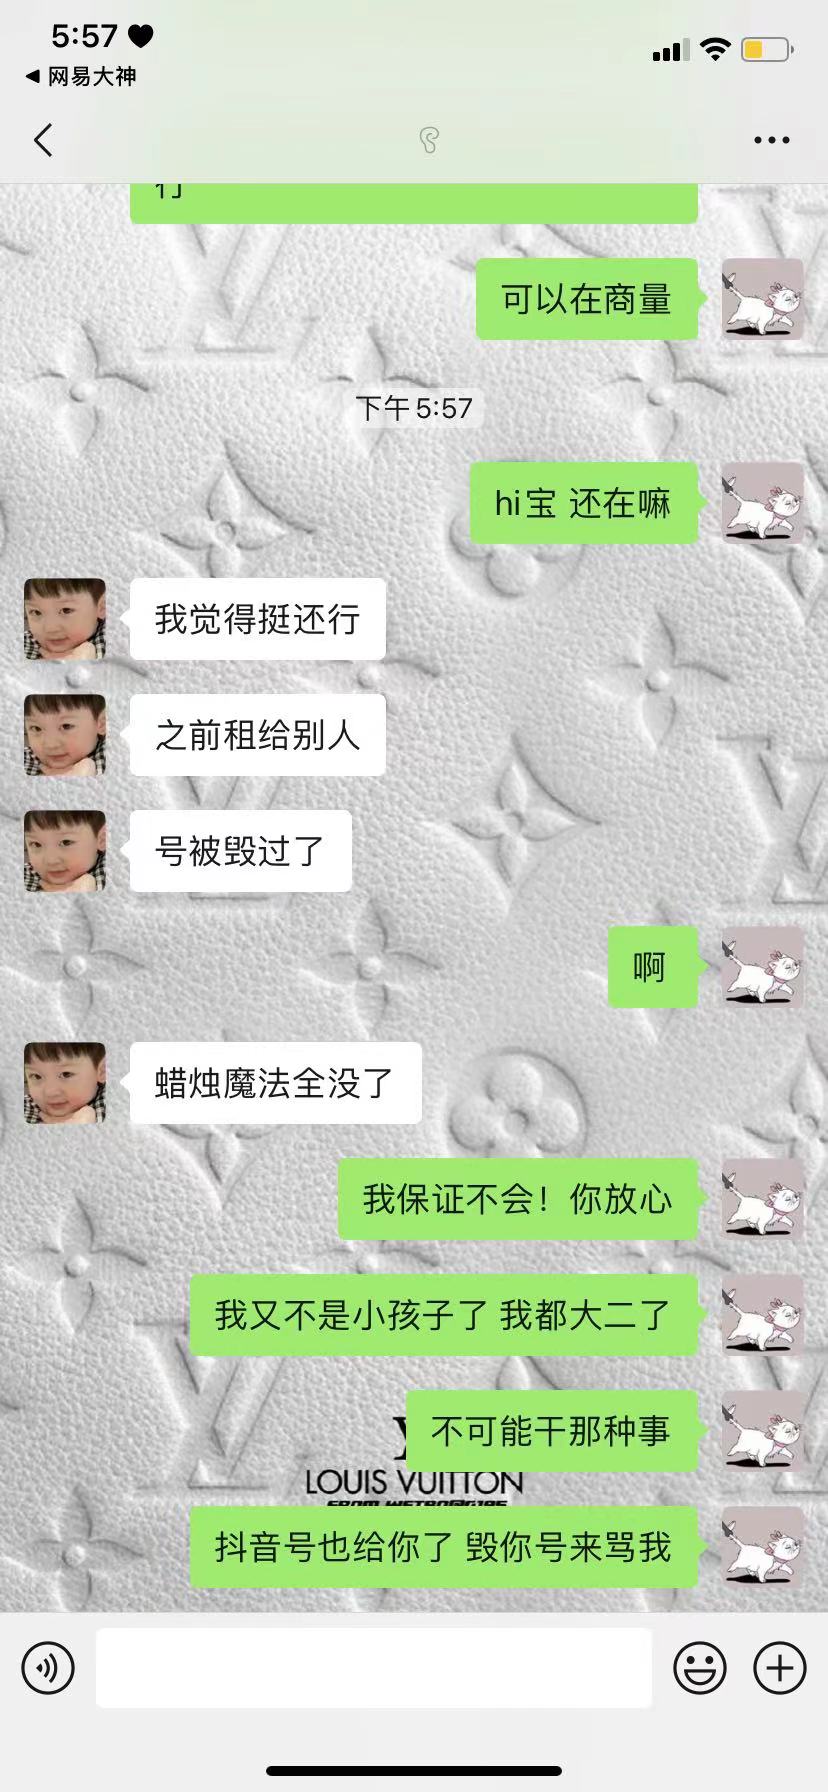 5:57
网易大神
可以在商量
下午 5:57
hi宝 还在嘛
我觉得挺还行
之前租给别人
号被毁过了
啊
蜡烛魔法全没了
我保证不会！你放心
我又不是小孩子了 我都大二了
不可能干那种事
LOUIS VUITTON
抖音号也给你了 毁你号来骂我